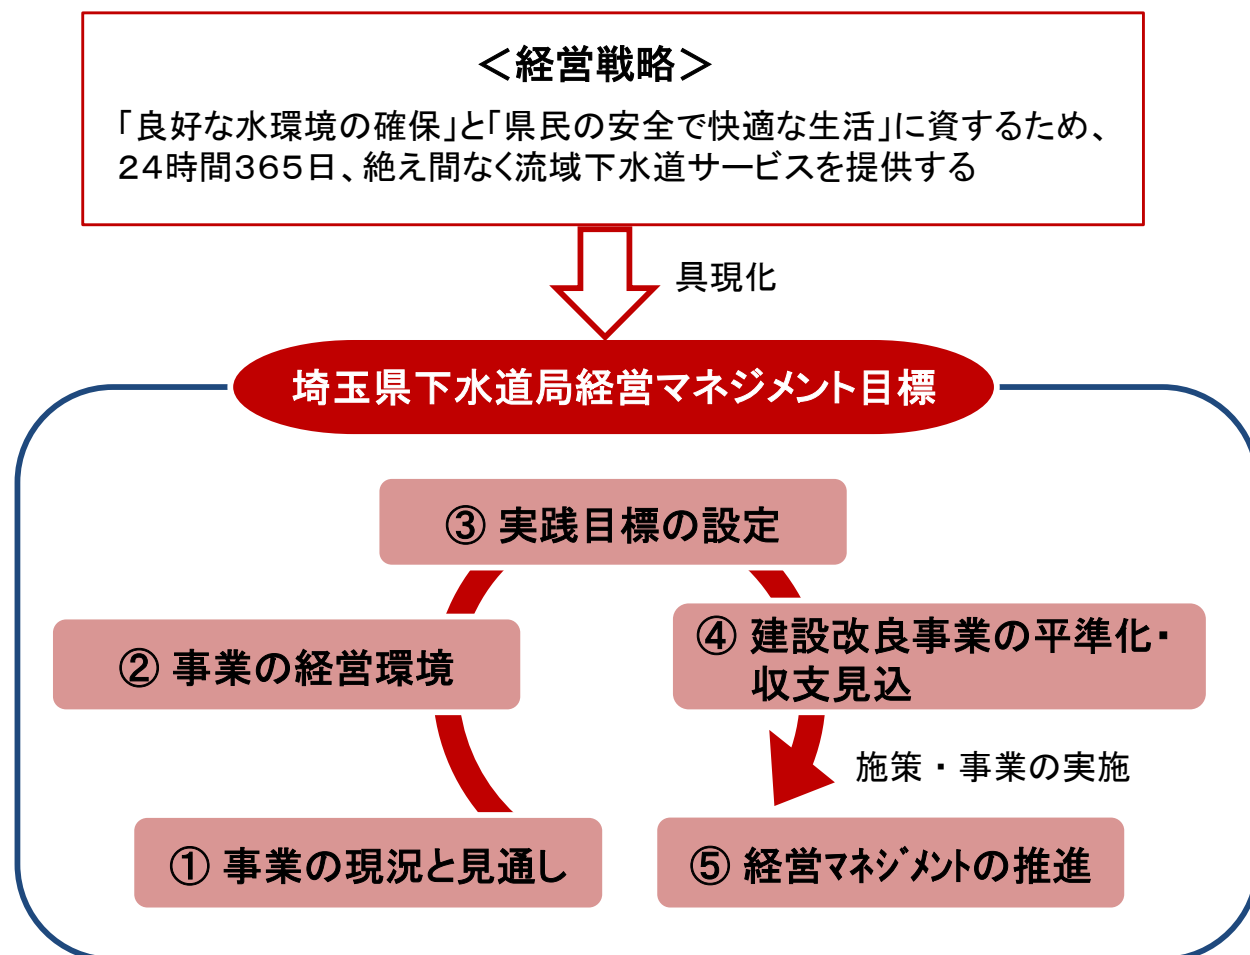 ＜経営戦略＞
「良好な水環境の確保」と「県民の安全で快適な生活」に資するため、
２４時間３６５日、絶え間なく流域下水道サービスを提供する
具現化
埼玉県下水道局経営マネジメント目標
③ 実践目標の設定
② 事業の経営環境
④ 建設改良事業の平準化・
収支見込
施策・事業の実施
① 事業の現況と見通し
⑤ 経営マネジメントの推進